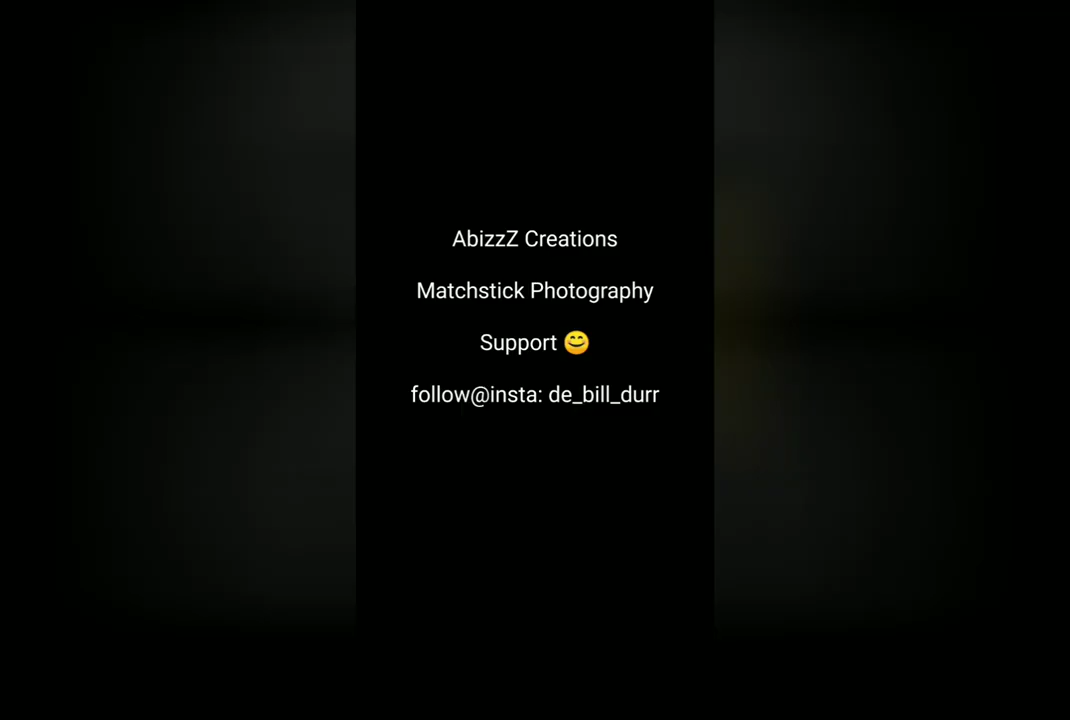 AbizzZ Creations
Matchstick Photography
Support 😊
follow@insta: de_bill_durr